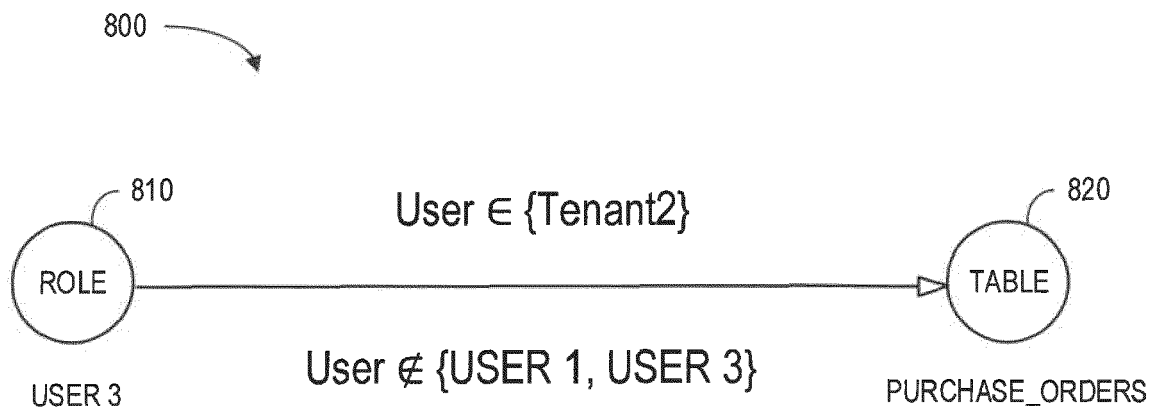 800
810
820
User ∈ {Tenant2}
ROLE
TABLE
User ∉ {USER 1, USER 3}
USER 3
PURCHASE_ORDERS